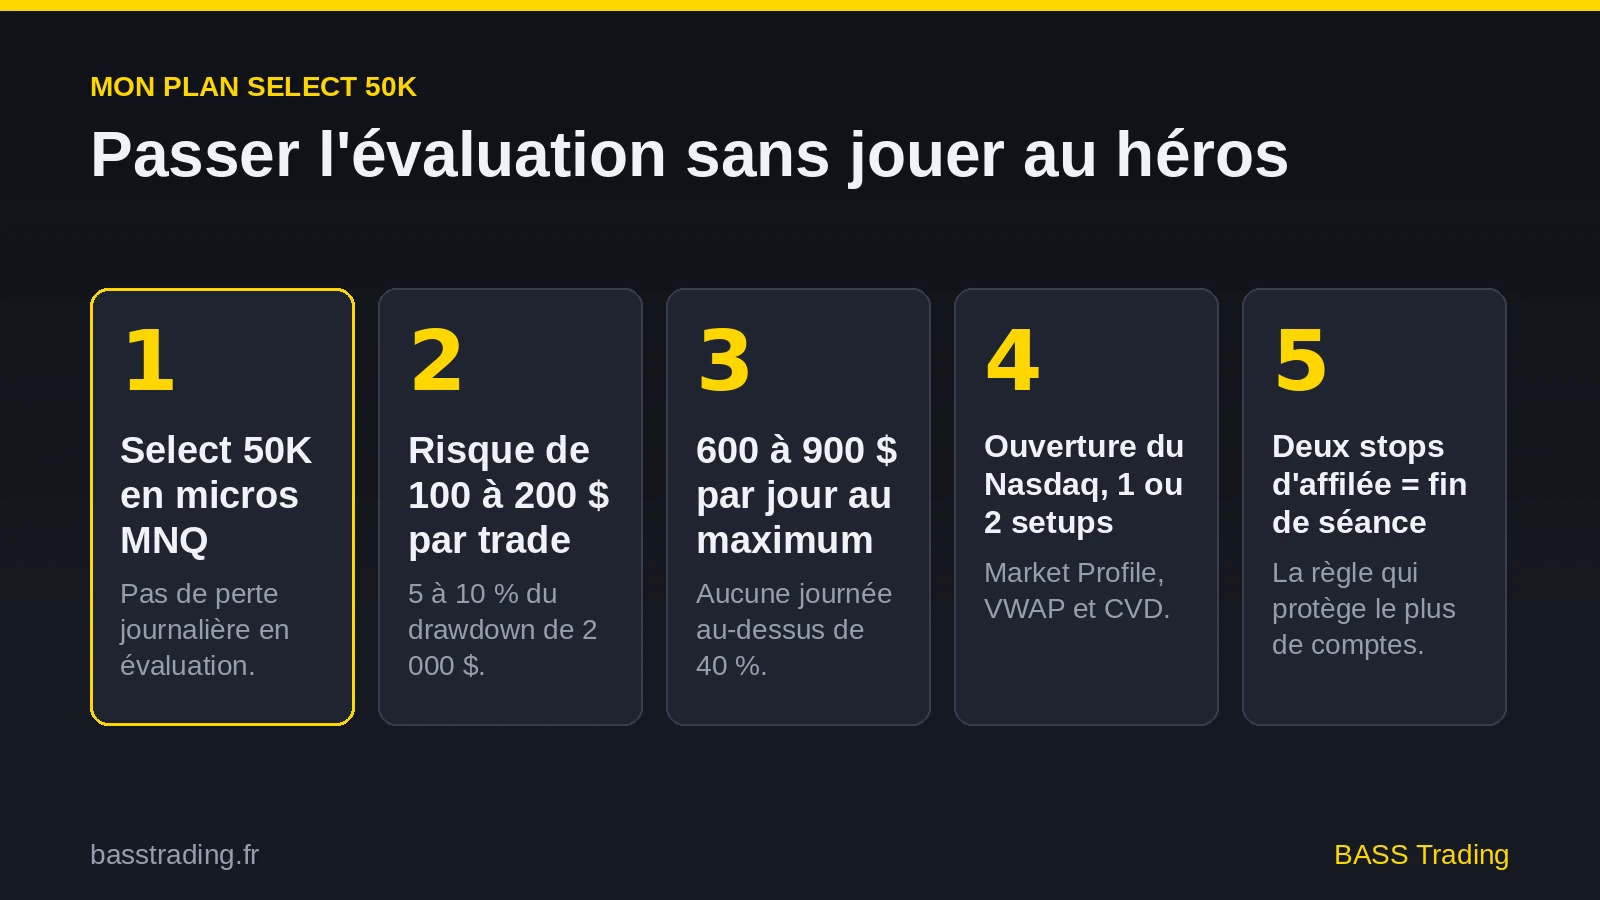 MON PLAN SELECT 50K
Passer l'évaluation sans jouer au héros
1
Select 50K
en micros
MNQ
Pas de perte
journalière en
évaluation.
2
Risque de
100 à 200 $
par trade
5 à 10 % du
drawdown de 2
000 $.
3
600 à 900 $
par jour au
maximum
Aucune journée
au-dessus de
40 %.
4
Ouverture du
Nasdaq, 1 ou
2 setups
Market Profile,
VWAP et CVD.
5
Deux stops
d'affilée = fin
de séance
La règle qui
protège le plus
de comptes.
basstrading.fr
BASS Trading